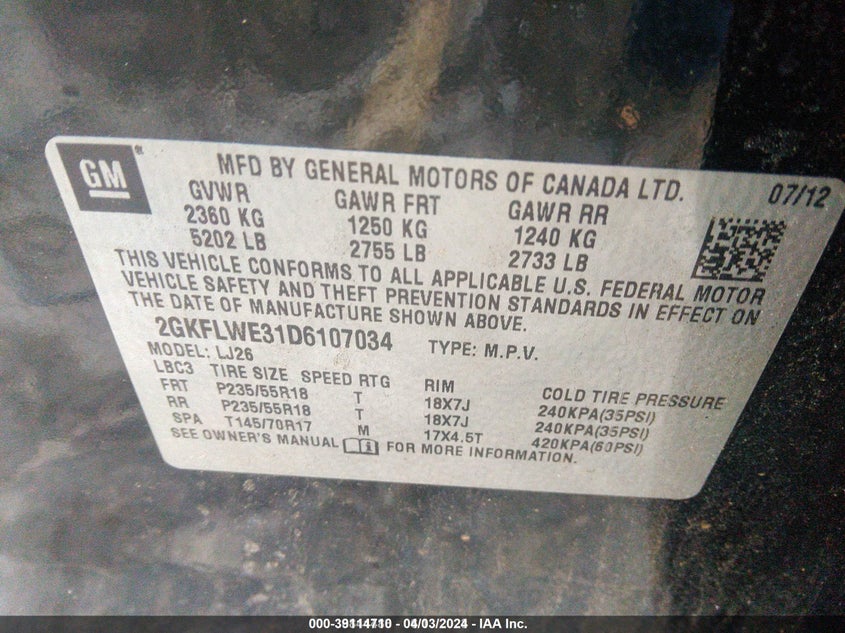 GM
MFD BY GENERAL MOTORS OF CANADA LTD.
07/12
GVWR GAWR FRT GAWR RR
2360 KG 1250 KG 1240 KG
5202 LB 2755 LB 2733 LB
THIS VEHICLE CONFORMS TO ALL APPLICABLE U.S. FEDERAL MOTOR
VEHICLE SAFETY AND THEFT PREVENTION STANDARDS IN EFFECT ON
THE DATE OF MANUFACTURE SHOWN ABOVE.
2GKFLWE31D6107034 TYPE: M.P.V.
MODEL: LJ26
LBC3 TIRE SIZE SPEED RTG RIM COLD TIRE PRESSURE
FRT P235/55R18 T 18X7J 240KPA(35PSI)
RR P235/55R18 T 18X7J 240KPA(35PSI)
SPA T145/70R17 M 17X4.5T 420KPA(60PSI)
SEE OWNER'S MANUAL FOR MORE INFORMATION.
000-39114710 - 04/03/2024 - IAA Inc.